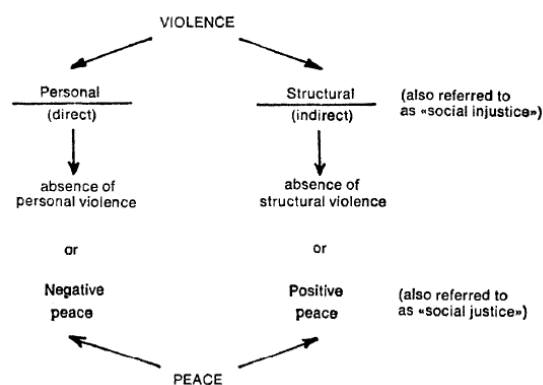 VIOLENCE
Personal
(direct)
Structural
(indirect)
(also referred to
as «social injustice»)
absence of
personal violence
absence of
structural violence
or
or
Negative
peace
Positive
peace
(also referred to
as «social justice»)
PEACE